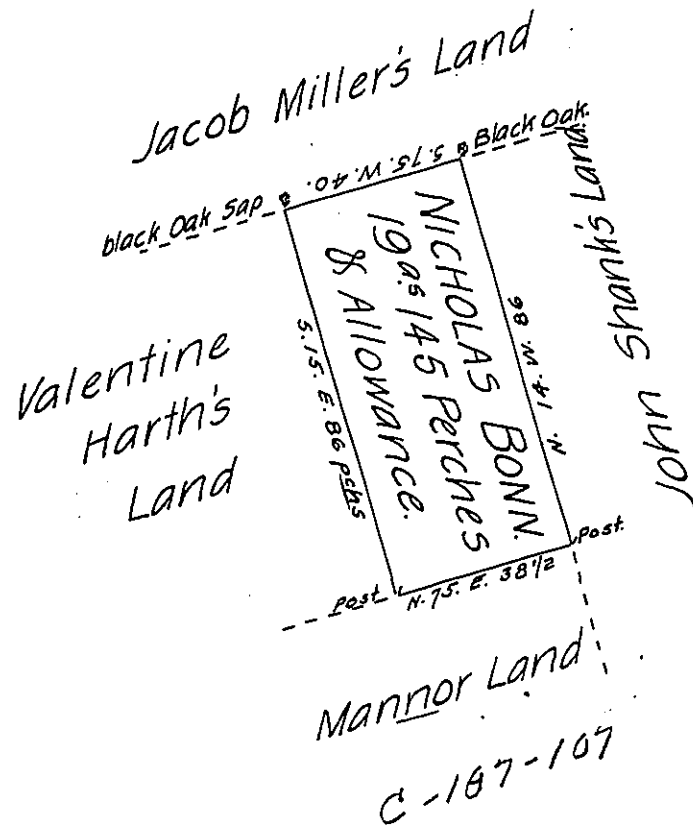 Jacob Miller's Land
black Oak Sap
S. 75. W. 40.
Black Oak.
John Shank's Land
Valentine
Harth's
Land
S. 15. E. 86 pchs
NICHOLAS BONN.
19as 145 Perches
& Allowance.
N. 14. W. 86
Post
N. 75. E. 38 1/2
Post.
Mannor Land
C-187-107